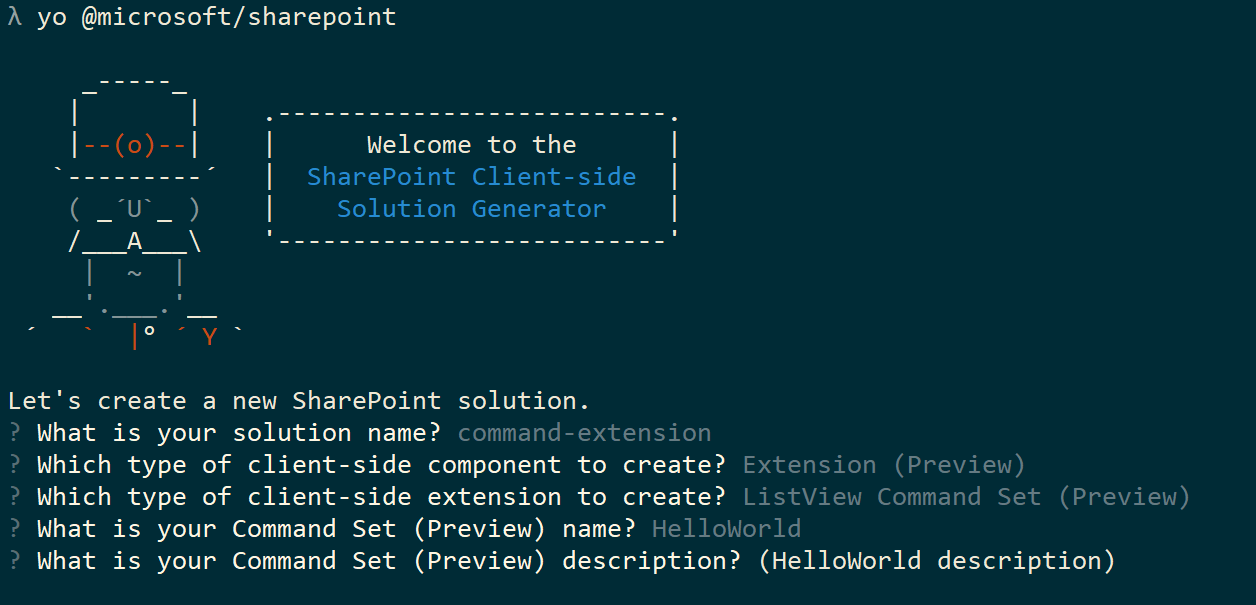 λ yo @microsoft/sharepoint
     _-----_
    |       |    .--------------------------.
    |--(o)--|    |      Welcome to the      |
   `---------´   |  SharePoint Client-side  |
    ( _´U`_ )    |    Solution Generator    |
    /___A___\    '--------------------------'
     |  ~  |
   __'.___.'__
 ´   `  |° ´ Y `
Let's create a new SharePoint solution.
? What is your solution name? command-extension
? Which type of client-side component to create? Extension (Preview)
? Which type of client-side extension to create? ListView Command Set (Preview)
? What is your Command Set (Preview) name? HelloWorld
? What is your Command Set (Preview) description? (HelloWorld description)